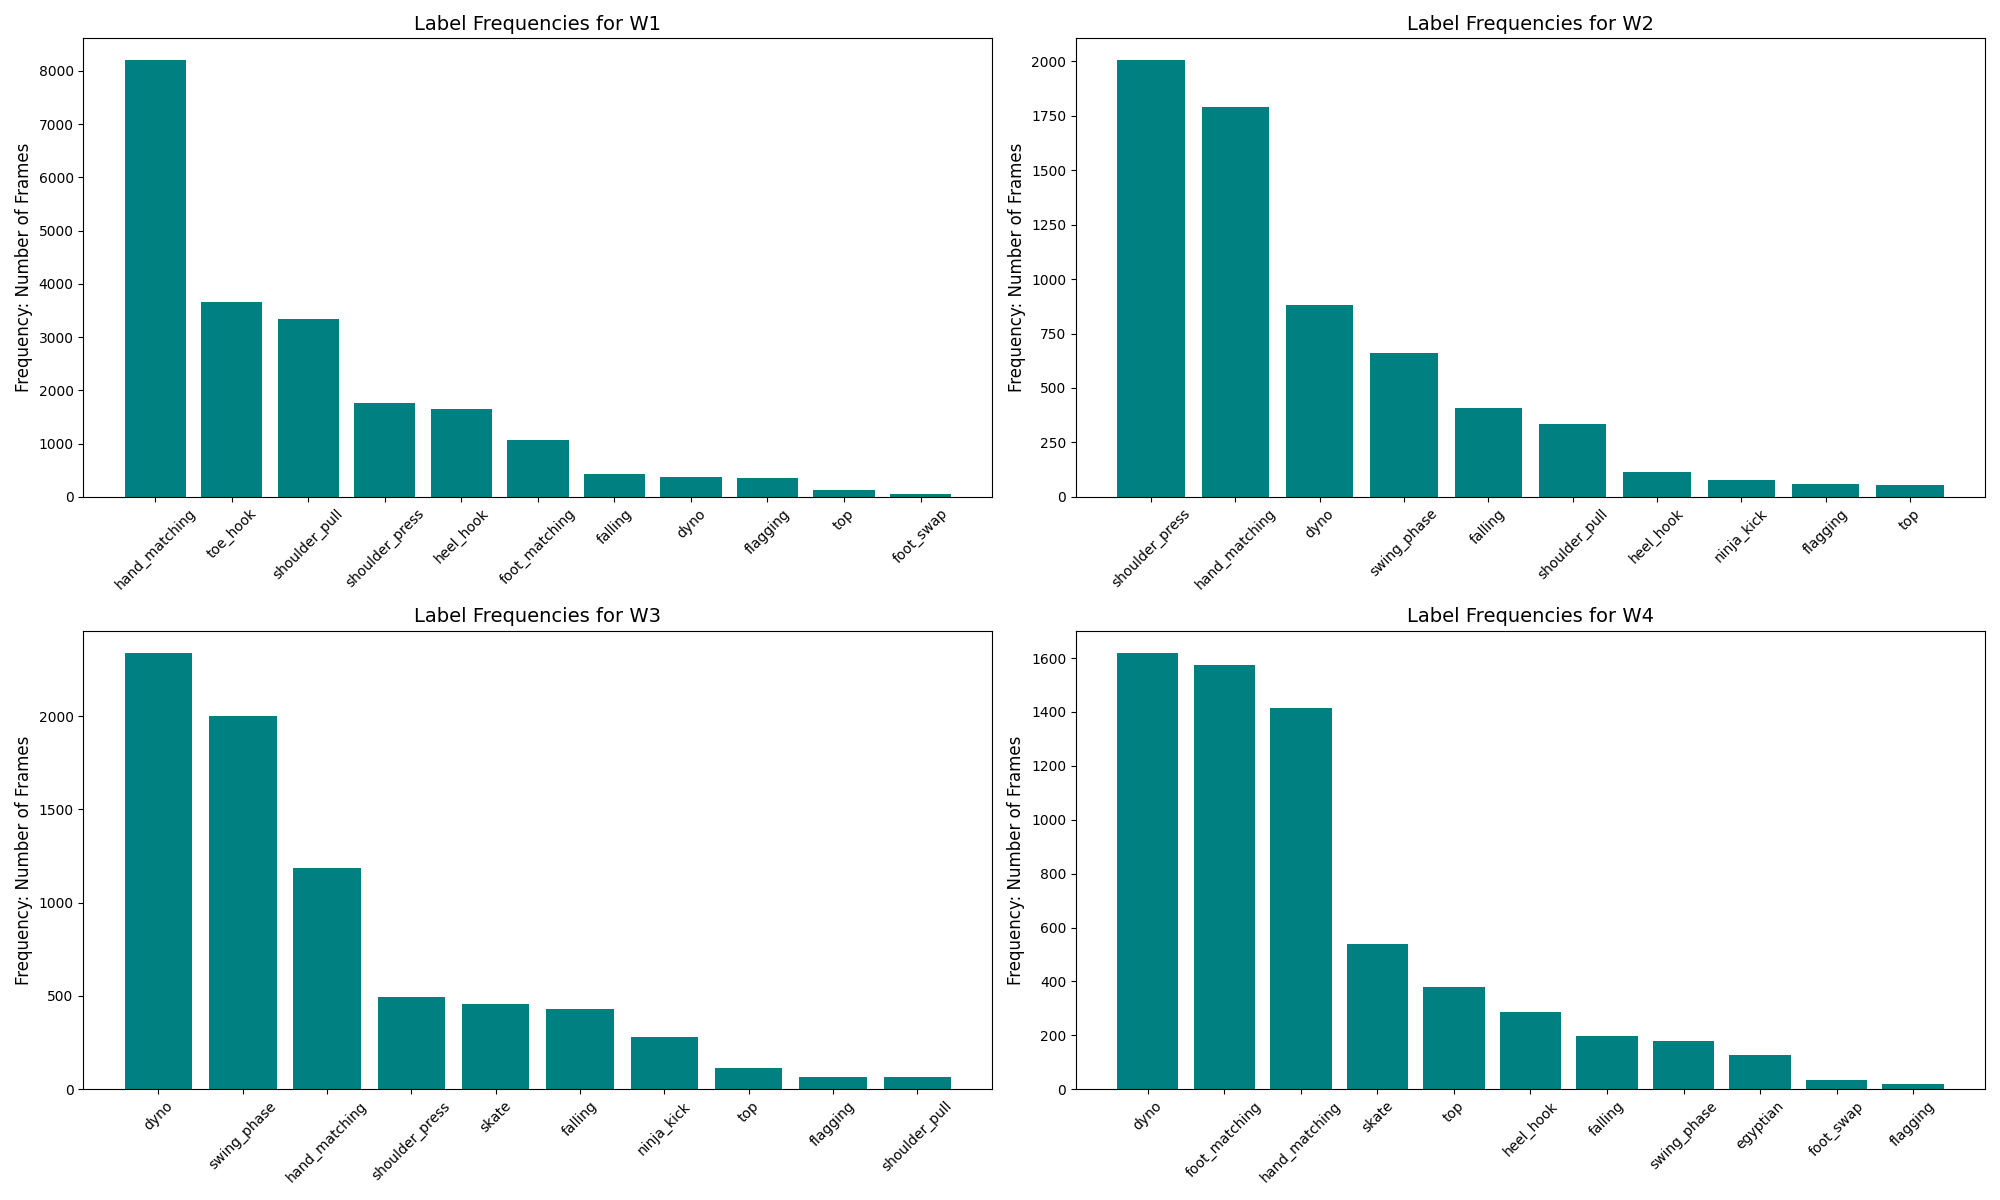 Label Frequencies for W1
Frequency: Number of Frames
8000
7000
6000
5000
4000
3000
2000
1000
0
hand_matching
toe_hook
shoulder_pull
shoulder_press
heel_hook
foot_matching
falling
dyno
flagging
top
foot_swap
Label Frequencies for W2
Frequency: Number of Frames
2000
1750
1500
1250
1000
750
500
250
0
shoulder_press
hand_matching
dyno
swing_phase
falling
shoulder_pull
heel_hook
ninja_kick
flagging
top
Label Frequencies for W3
Frequency: Number of Frames
2000
1500
1000
500
0
dyno
swing_phase
hand_matching
shoulder_press
skate
falling
ninja_kick
top
flagging
shoulder_pull
Label Frequencies for W4
Frequency: Number of Frames
1600
1400
1200
1000
800
600
400
200
0
dyno
foot_matching
hand_matching
skate
top
heel_hook
falling
swing_phase
egyptian
foot_swap
flagging